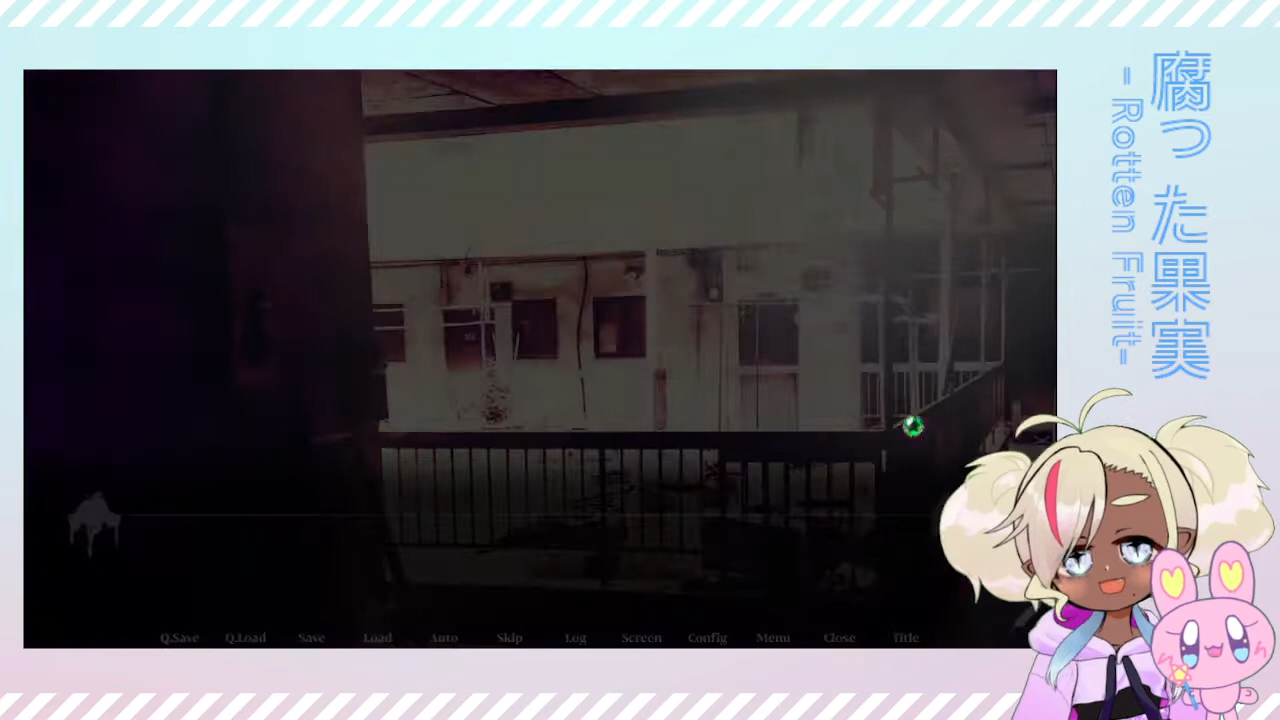 腐った果実
- Rotten Fruit-
Q.Save Q.Load Save Load Auto Skip Log Screen Config Menu Close Title